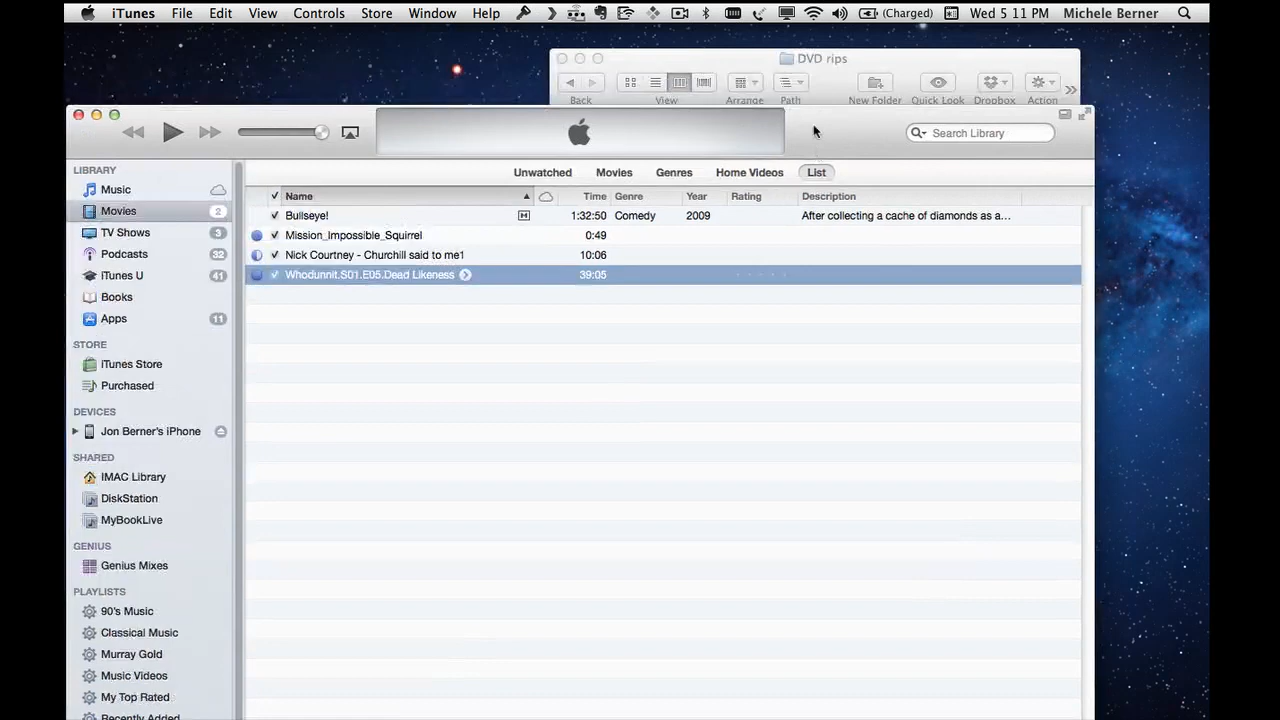 iTunes File Edit View Controls Store Window Help (Charged) Wed 5 11 PM Michele Berner
DVD rips
Back View Arrange Path New Folder Quick Look Dropbox Action
Search Library
LIBRARY
Music
Movies 2
TV Shows 3
Podcasts 32
iTunes U 41
Books
Apps 11
STORE
iTunes Store
Purchased
DEVICES
Jon Berner's iPhone
SHARED
IMAC Library
DiskStation
MyBookLive
GENIUS
Genius Mixes
PLAYLISTS
90's Music
Classical Music
Murray Gold
Music Videos
My Top Rated
Recently Added
Unwatched Movies Genres Home Videos List
Name Time Genre Year Rating Description
Bullseye! 1:32:50 Comedy 2009 After collecting a cache of diamonds as a...
Mission_Impossible_Squirrel 0:49
Nick Courtney - Churchill said to me1 10:06
Whodunnit.S01.E05.Dead Likeness 39:05